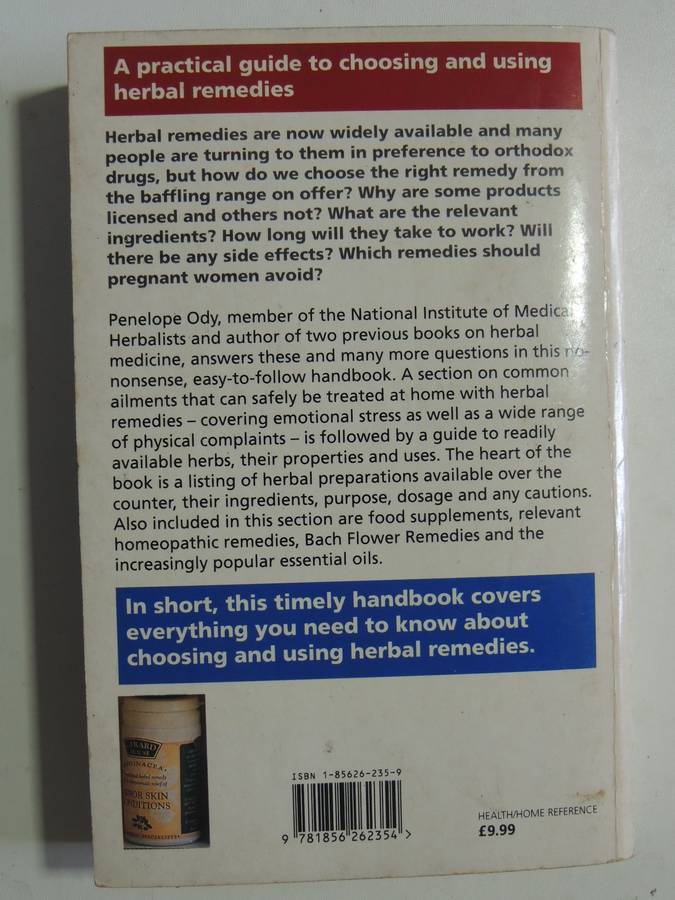 A practical guide to choosing and using
herbal remedies
Herbal remedies are now widely available and many
people are turning to them in preference to orthodox
drugs, but how do we choose the right remedy from
the baffling range on offer? Why are some products
licensed and others not? What are the relevant
ingredients? How long will they take to work? Will
there be any side effects? Which remedies should
pregnant women avoid?
Penelope Ody, member of the National Institute of Medical
Herbalists and author of two previous books on herbal
medicine, answers these and many more questions in this no-
nonsense, easy-to-follow handbook. A section on common
ailments that can safely be treated at home with herbal
remedies – covering emotional stress as well as a wide range
of physical complaints – is followed by a guide to readily
available herbs, their properties and uses. The heart of the
book is a listing of herbal preparations available over the
counter, their ingredients, purpose, dosage and any cautions.
Also included in this section are food supplements, relevant
homeopathic remedies, Bach Flower Remedies and the
increasingly popular essential oils.
In short, this timely handbook covers
everything you need to know about
choosing and using herbal remedies.
SKIN
ISBN 1-85626-235-9
9 781856 262354 >
HEALTH/HOME REFERENCE
£9.99